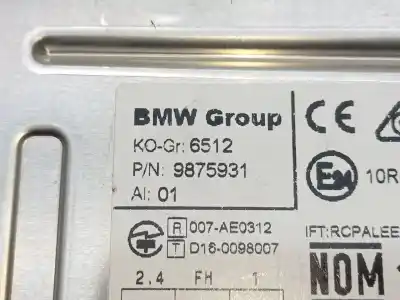 BMW Group
KO-Gr: 6512
P/N: 9875931
AI: 01
CE
10R
R 007-AE0312
T D16-0098007
IFT:RCPALEE
NOM
2.4 FH 1